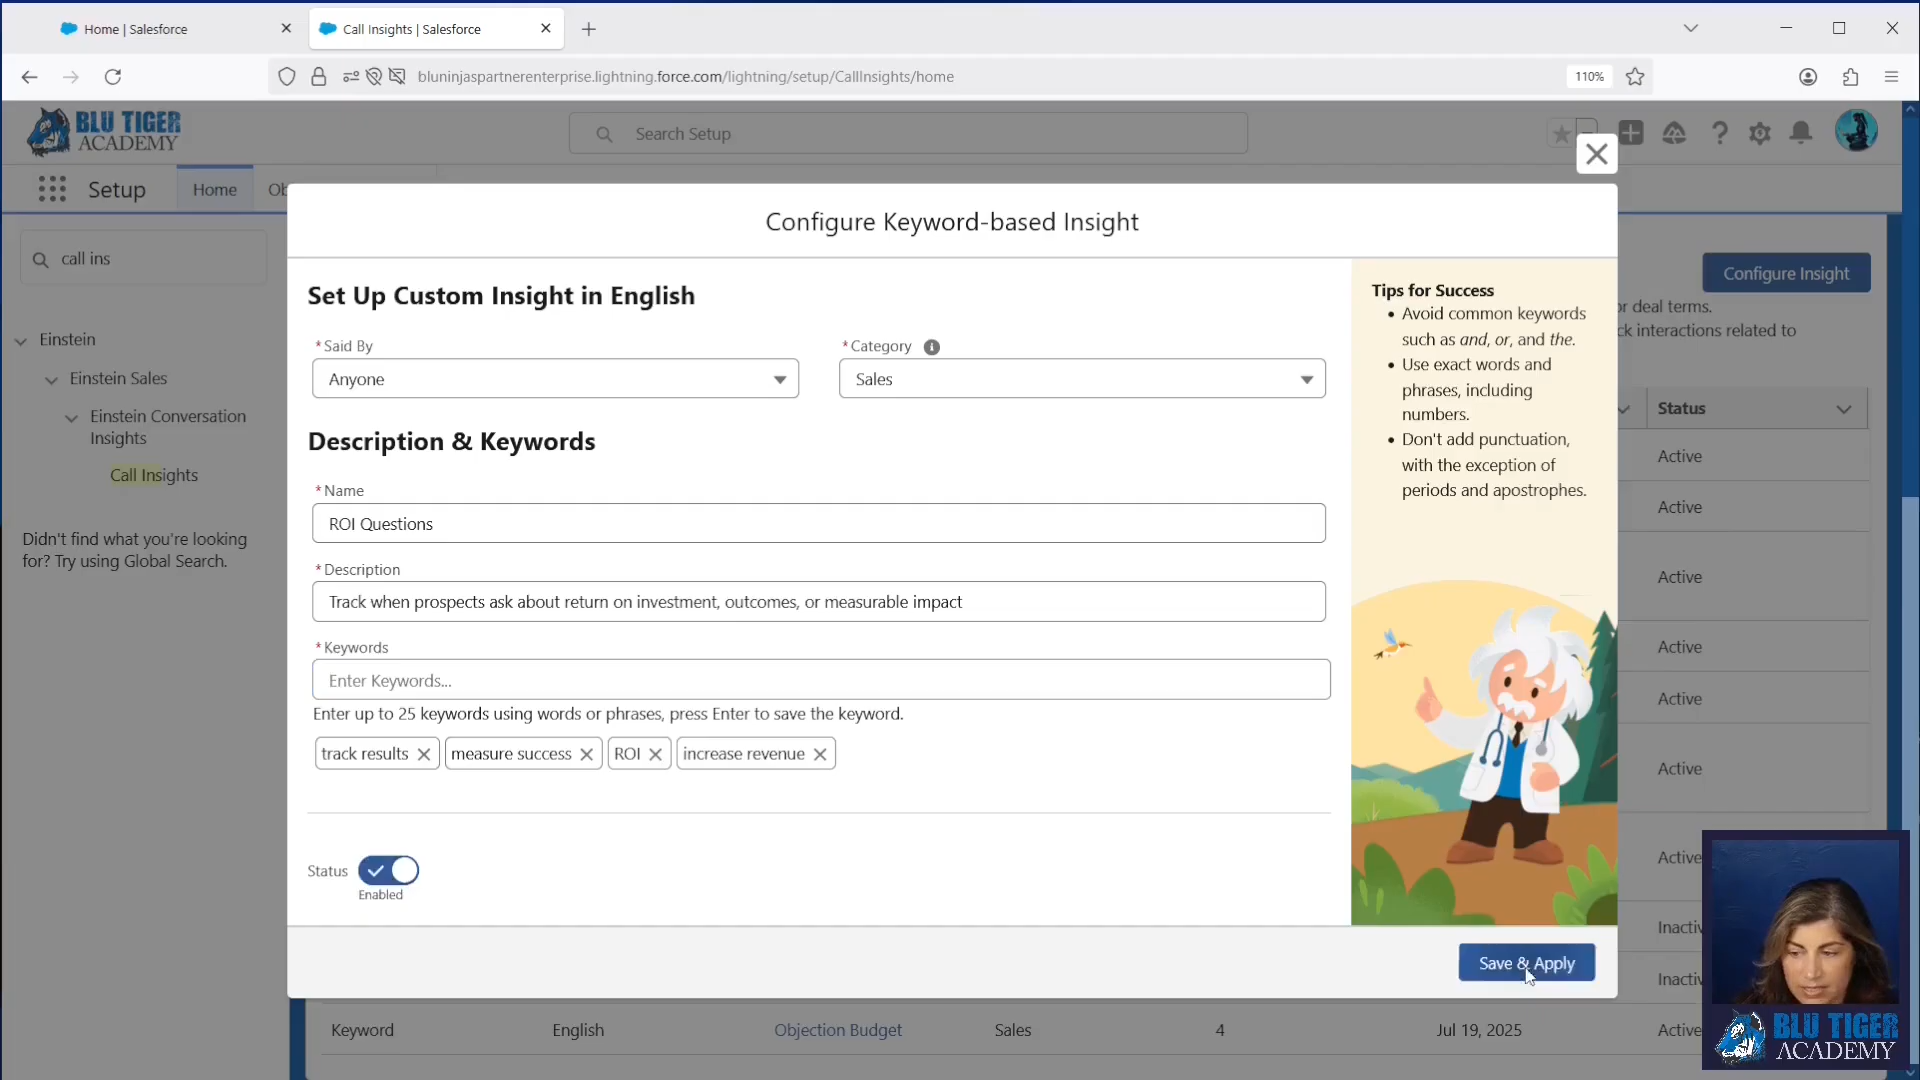 Home | Salesforce
Call Insights | Salesforce
bluninjaspartnerenterprise.lightning.force.com/lightning/setup/CallInsights/home
110%
BLU TIGER
ACADEMY
Search Setup
Setup
Home
Ob
call ins
Einstein
Einstein Sales
Einstein Conversation
Insights
Call Insights
Didn't find what you're looking
for? Try using Global Search.
Configure Keyword-based Insight
Set Up Custom Insight in English
*Said By
Anyone
*Category
Sales
Description & Keywords
*Name
ROI Questions
*Description
Track when prospects ask about return on investment, outcomes, or measurable impact
*Keywords
Enter Keywords...
Enter up to 25 keywords using words or phrases, press Enter to save the keyword.
track results
measure success
ROI
increase revenue
Status
Enabled
Tips for Success
• Avoid common keywords
such as and, or, and the.
• Use exact words and
phrases, including
numbers.
• Don't add punctuation,
with the exception of
periods and apostrophes.
Save & Apply
Configure Insight
or deal terms.
ck interactions related to
Status
Active
Active
Active
Active
Active
Active
Active
Inactiv
Inactiv
Keyword English Objection Budget Sales 4 Jul 19, 2025 Active
BLU TIGER
ACADEMY